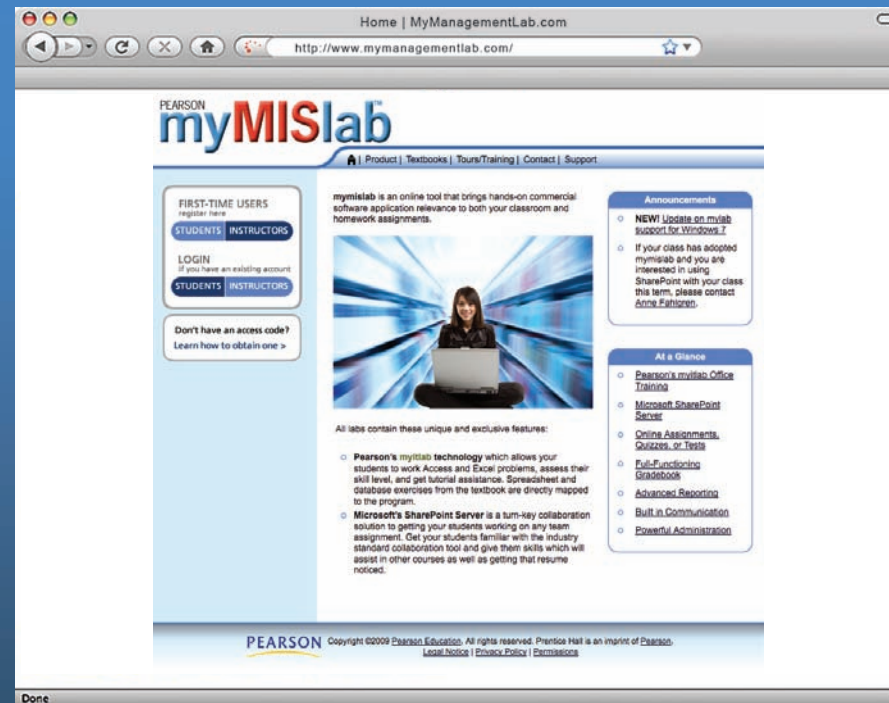 Home | MyManagementLab.com
http://www.mymanagementlab.com/
PEARSON
myMISlab™
| Product | Textbooks | Tours/Training | Contact | Support
FIRST-TIME USERS
register here
STUDENTS INSTRUCTORS
LOGIN
if you have an existing account
STUDENTS INSTRUCTORS
Don't have an access code?
Learn how to obtain one >
mymislab is an online tool that brings hands-on commercial
software application relevance to both your classroom and
homework assignments.
All labs contain these unique and exclusive features:
Pearson's myitlab technology which allows your
students to work Access and Excel problems, assess their
skill level, and get tutorial assistance. Spreadsheet and
database exercises from the textbook are directly mapped
to the program.
Microsoft's SharePoint Server is a turn-key collaboration
solution to getting your students working on any team
assignment. Get your students familiar with the industry
standard collaboration tool and give them skills which will
assist in other courses as well as getting that resume
noticed.
Announcements
NEW! Update on mylab
support for Windows 7
If your class has adopted
mymislab and you are
interested in using
SharePoint with your class
this term, please contact
Anne Fahlgren.
At a Glance
Pearson's myitlab Office
Training
Microsoft SharePoint
Server
Online Assignments,
Quizzes, or Tests
Full-Functioning
Gradebook
Advanced Reporting
Built in Communication
Powerful Administration
PEARSON
Copyright ©2009 Pearson Education. All rights reserved. Prentice Hall is an imprint of Pearson.
Legal Notice | Privacy Policy | Permissions
Done